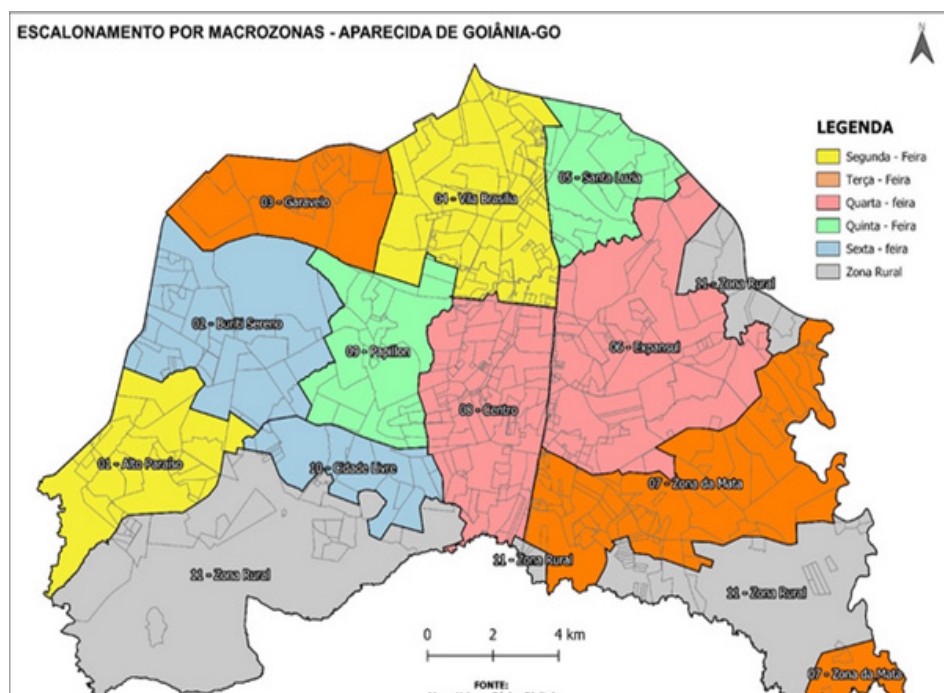 ESCALONAMENTO POR MACROZONAS - APARECIDA DE GOIÂNIA-GO
N
LEGENDA
Segunda - Feira
Terça - Feira
Quarta - feira
Quinta - Feira
Sexta - feira
Zona Rural
05 - Santa Luzia
03 - Garavelo
04 - Vila Brasília
11 - Zona Rural
02 - Buriti Sereno
09 - Papillon
06 - Expansul
08 - Centro
01 - Alto Paraíso
10 - Cidade Livre
07 - Zona da Mata
11 - Zona Rural
11 - Zona Rural
11 - Zona Rural
0 2 4 km
07 - Zona da Mata
FONTE: